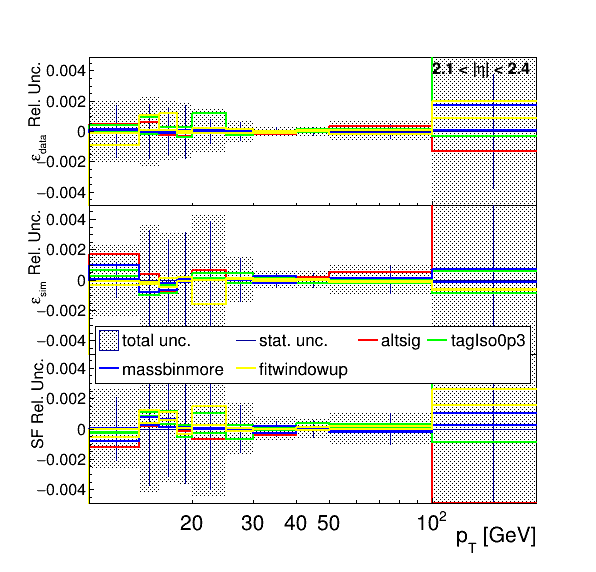 2.1 < |η| < 2.4
ε_data Rel. Unc.
0.004
0.002
0
−0.002
−0.004
ε_sim Rel. Unc.
0.004
0.002
0
−0.002
total unc.
stat. unc.
altsig
tagIso0p3
massbinmore
fitwindowup
SF Rel. Unc.
0.004
0.002
0
−0.002
−0.004
20 30 40 50 10²
p_T [GeV]